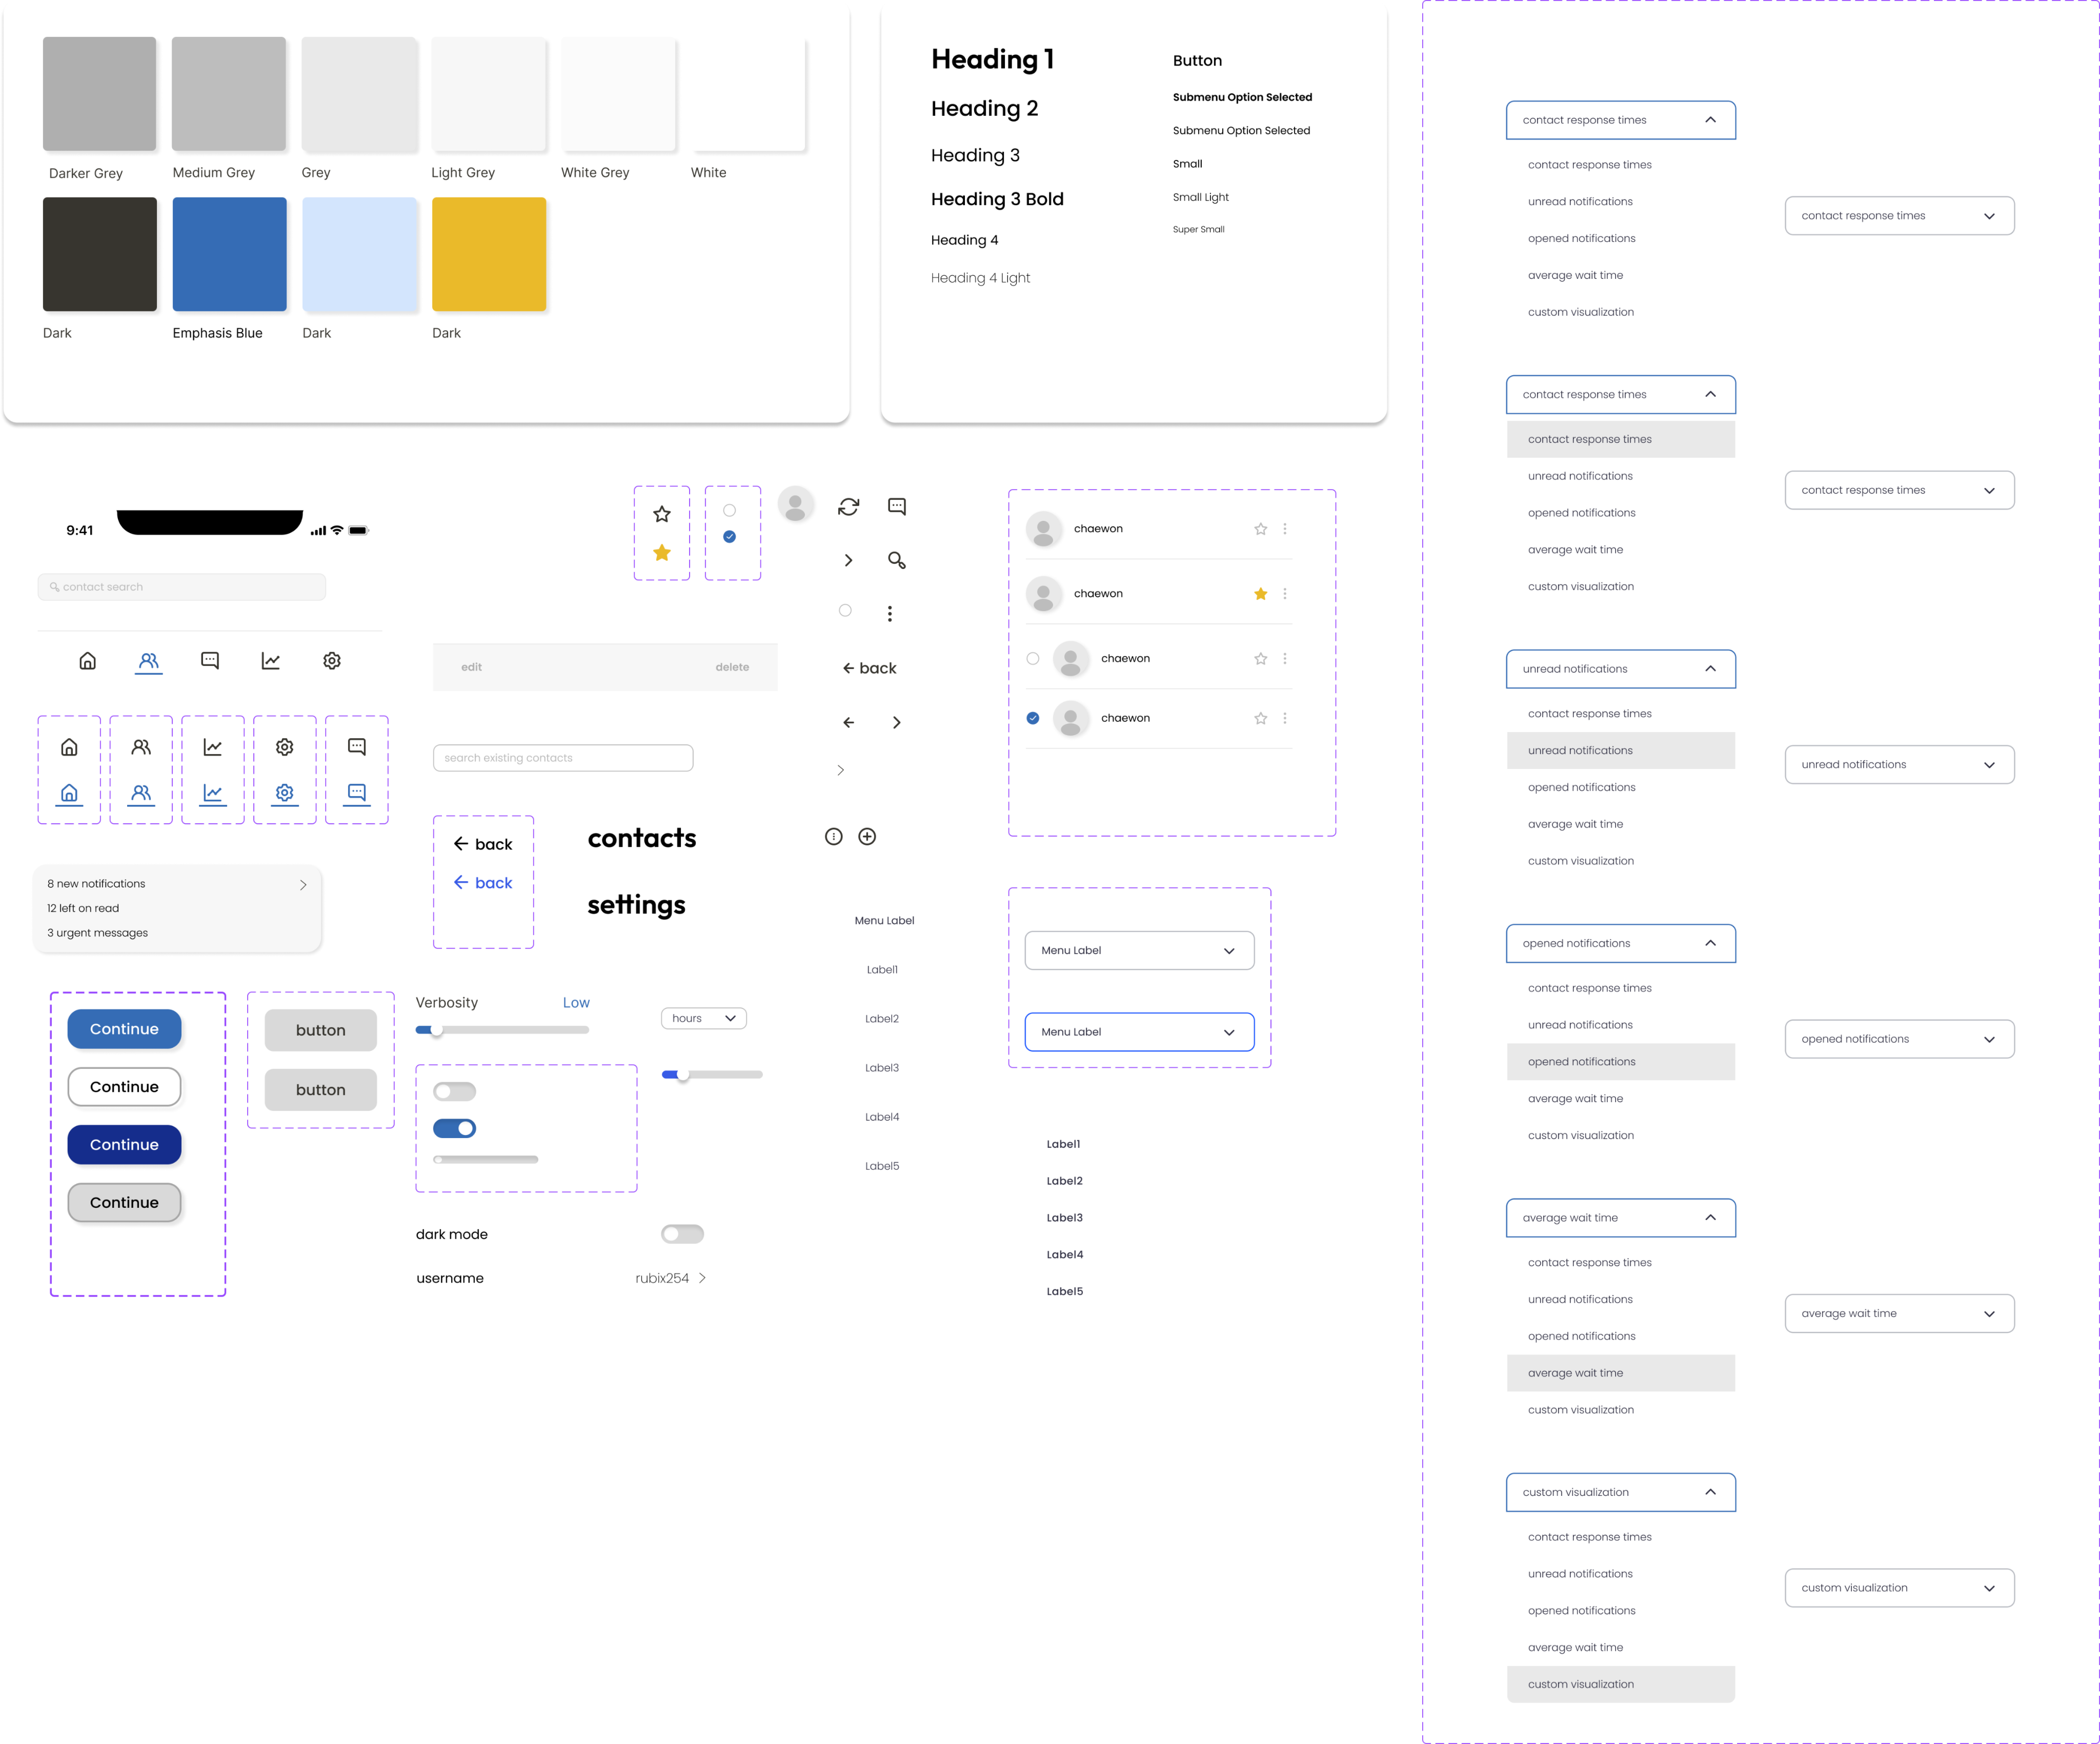 Darker Grey
Medium Grey
Grey
Light Grey
White Grey
White
Dark
Emphasis Blue
Dark
Dark
Heading 1
Heading 2
Heading 3
Heading 3 Bold
Heading 4
Heading 4 Light
Button
Submenu Option Selected
Submenu Option Selected
Small
Small Light
Super Small
9:41
contact search
edit
delete
search existing contacts
back
back
contacts
settings
8 new notifications
12 left on read
3 urgent messages
Continue
Continue
Continue
Continue
button
button
Verbosity
Low
hours
dark mode
username
rubix254
back
Menu Label
Label1
Label2
Label3
Label4
Label5
chaewon
chaewon
chaewon
chaewon
Menu Label
Menu Label
Label1
Label2
Label3
Label4
Label5
contact response times
contact response times
unread notifications
opened notifications
average wait time
custom visualization
contact response times
contact response times
contact response times
unread notifications
opened notifications
average wait time
custom visualization
contact response times
unread notifications
contact response times
unread notifications
opened notifications
average wait time
custom visualization
unread notifications
opened notifications
contact response times
unread notifications
opened notifications
average wait time
custom visualization
opened notifications
average wait time
contact response times
unread notifications
opened notifications
average wait time
custom visualization
average wait time
custom visualization
contact response times
unread notifications
opened notifications
average wait time
custom visualization
custom visualization